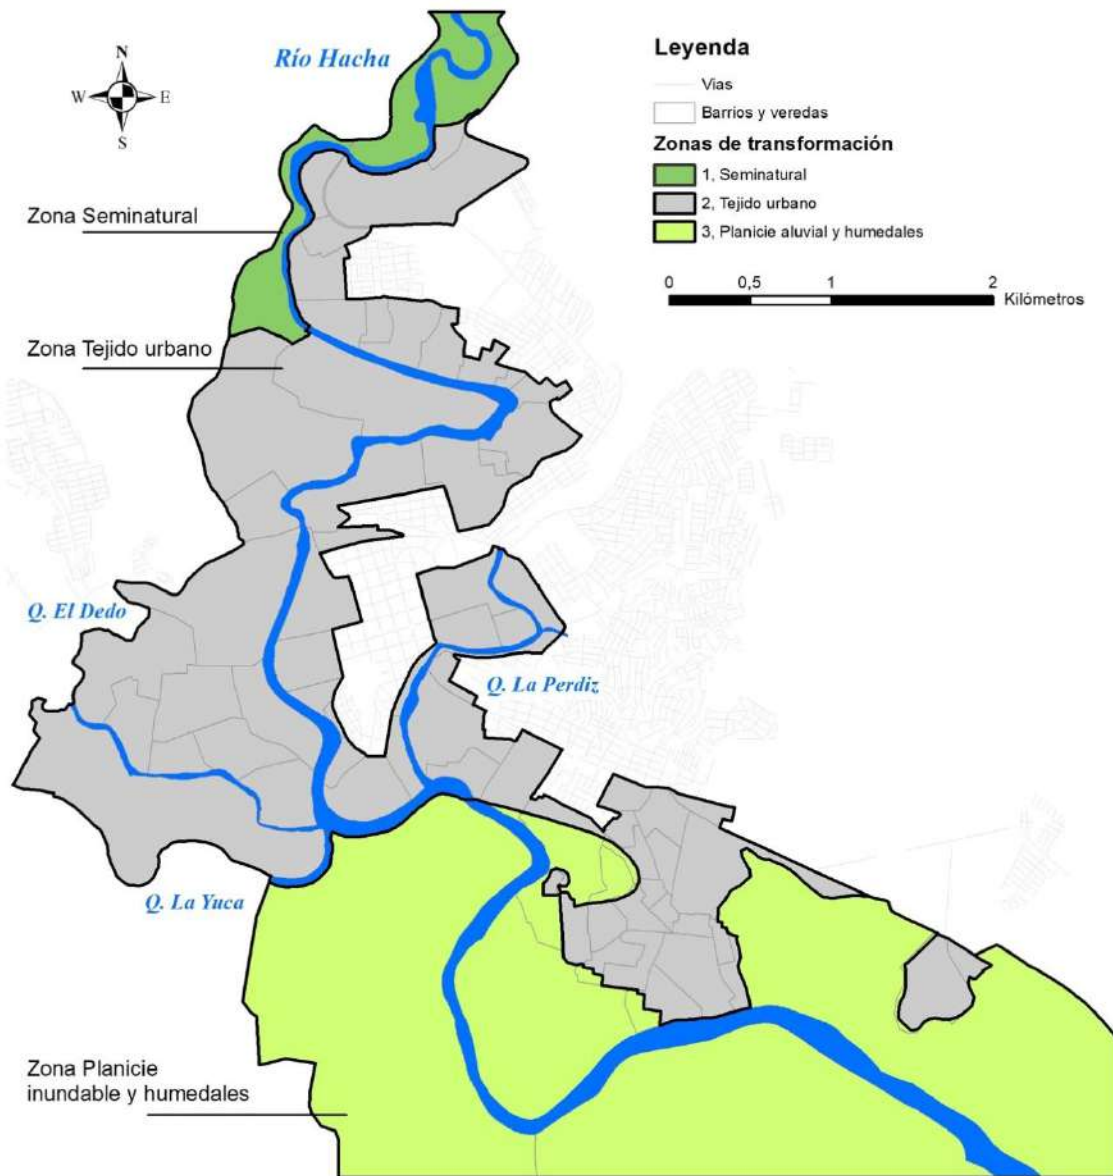 Río Hacha
N
W E
S
Leyenda
Vias
Barrios y veredas
Zonas de transformación
1, Seminatural
2, Tejido urbano
3, Planicie aluvial y humedales
0 0,5 1 2
Kilómetros
Zona Seminatural
Zona Tejido urbano
Q. El Dedo
Q. La Perdiz
Q. La Yuca
Zona Planicie
inundable y humedales